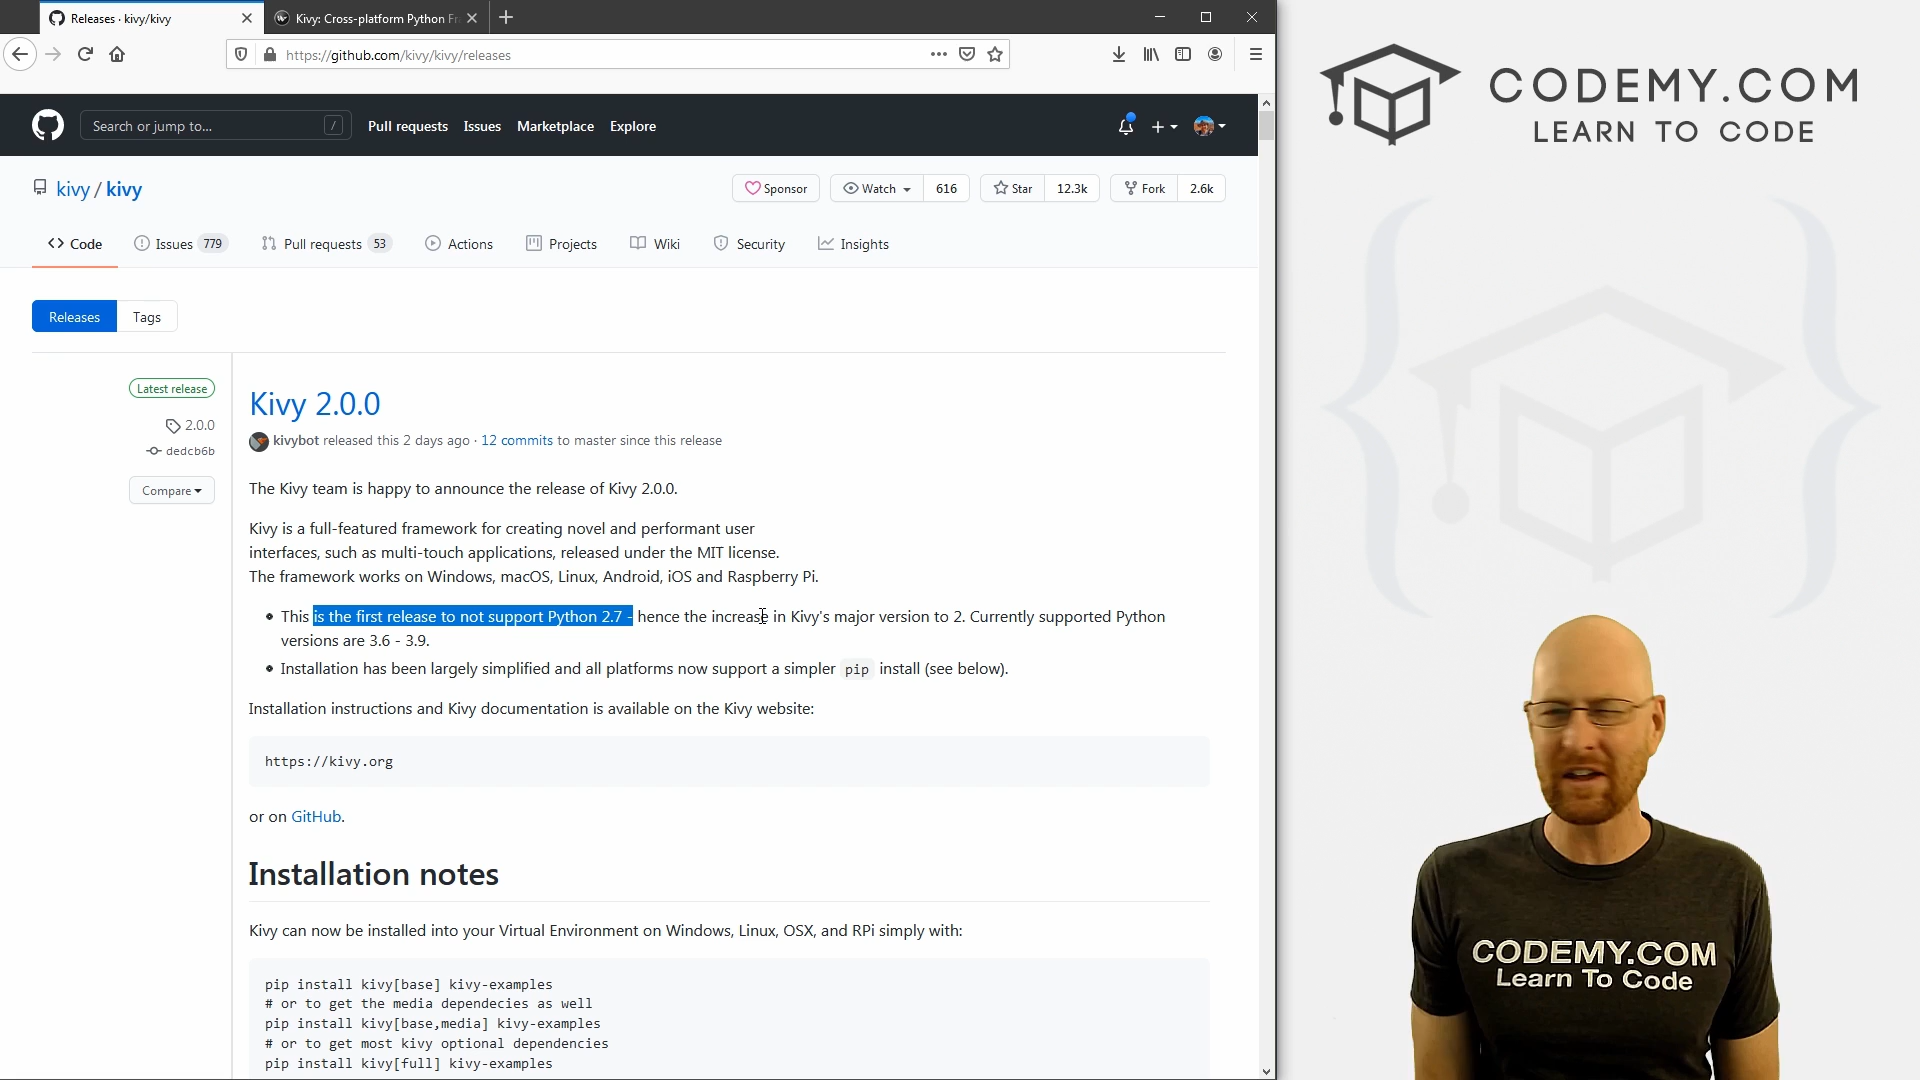 Releases · kivy/kivy
Kivy: Cross-platform Python Fr
https://github.com/kivy/kivy/releases
Search or jump to...
/
Pull requests
Issues
Marketplace
Explore
kivy / kivy
Sponsor
Watch
616
Star
12.3k
Fork
2.6k
Code
Issues
779
Pull requests
53
Actions
Projects
Wiki
Security
Insights
Releases
Tags
Latest release
2.0.0
dedcb6b
Compare
Kivy 2.0.0
kivybot released this 2 days ago · 12 commits to master since this release
The Kivy team is happy to announce the release of Kivy 2.0.0.
Kivy is a full-featured framework for creating novel and performant user
interfaces, such as multi-touch applications, released under the MIT license.
The framework works on Windows, macOS, Linux, Android, iOS and Raspberry Pi.
• This is the first release to not support Python 2.7 - hence the increase in Kivy's major version to 2. Currently supported Python
versions are 3.6 - 3.9.
• Installation has been largely simplified and all platforms now support a simpler pip install (see below).
Installation instructions and Kivy documentation is available on the Kivy website:
https://kivy.org
or on GitHub.
Installation notes
Kivy can now be installed into your Virtual Environment on Windows, Linux, OSX, and RPi simply with:
pip install kivy[base] kivy-examples
# or to get the media dependecies as well
pip install kivy[base,media] kivy-examples
# or to get most kivy optional dependencies
pip install kivy[full] kivy-examples
CODEMY.COM
LEARN TO CODE
CODEMY.COM
Learn To Code